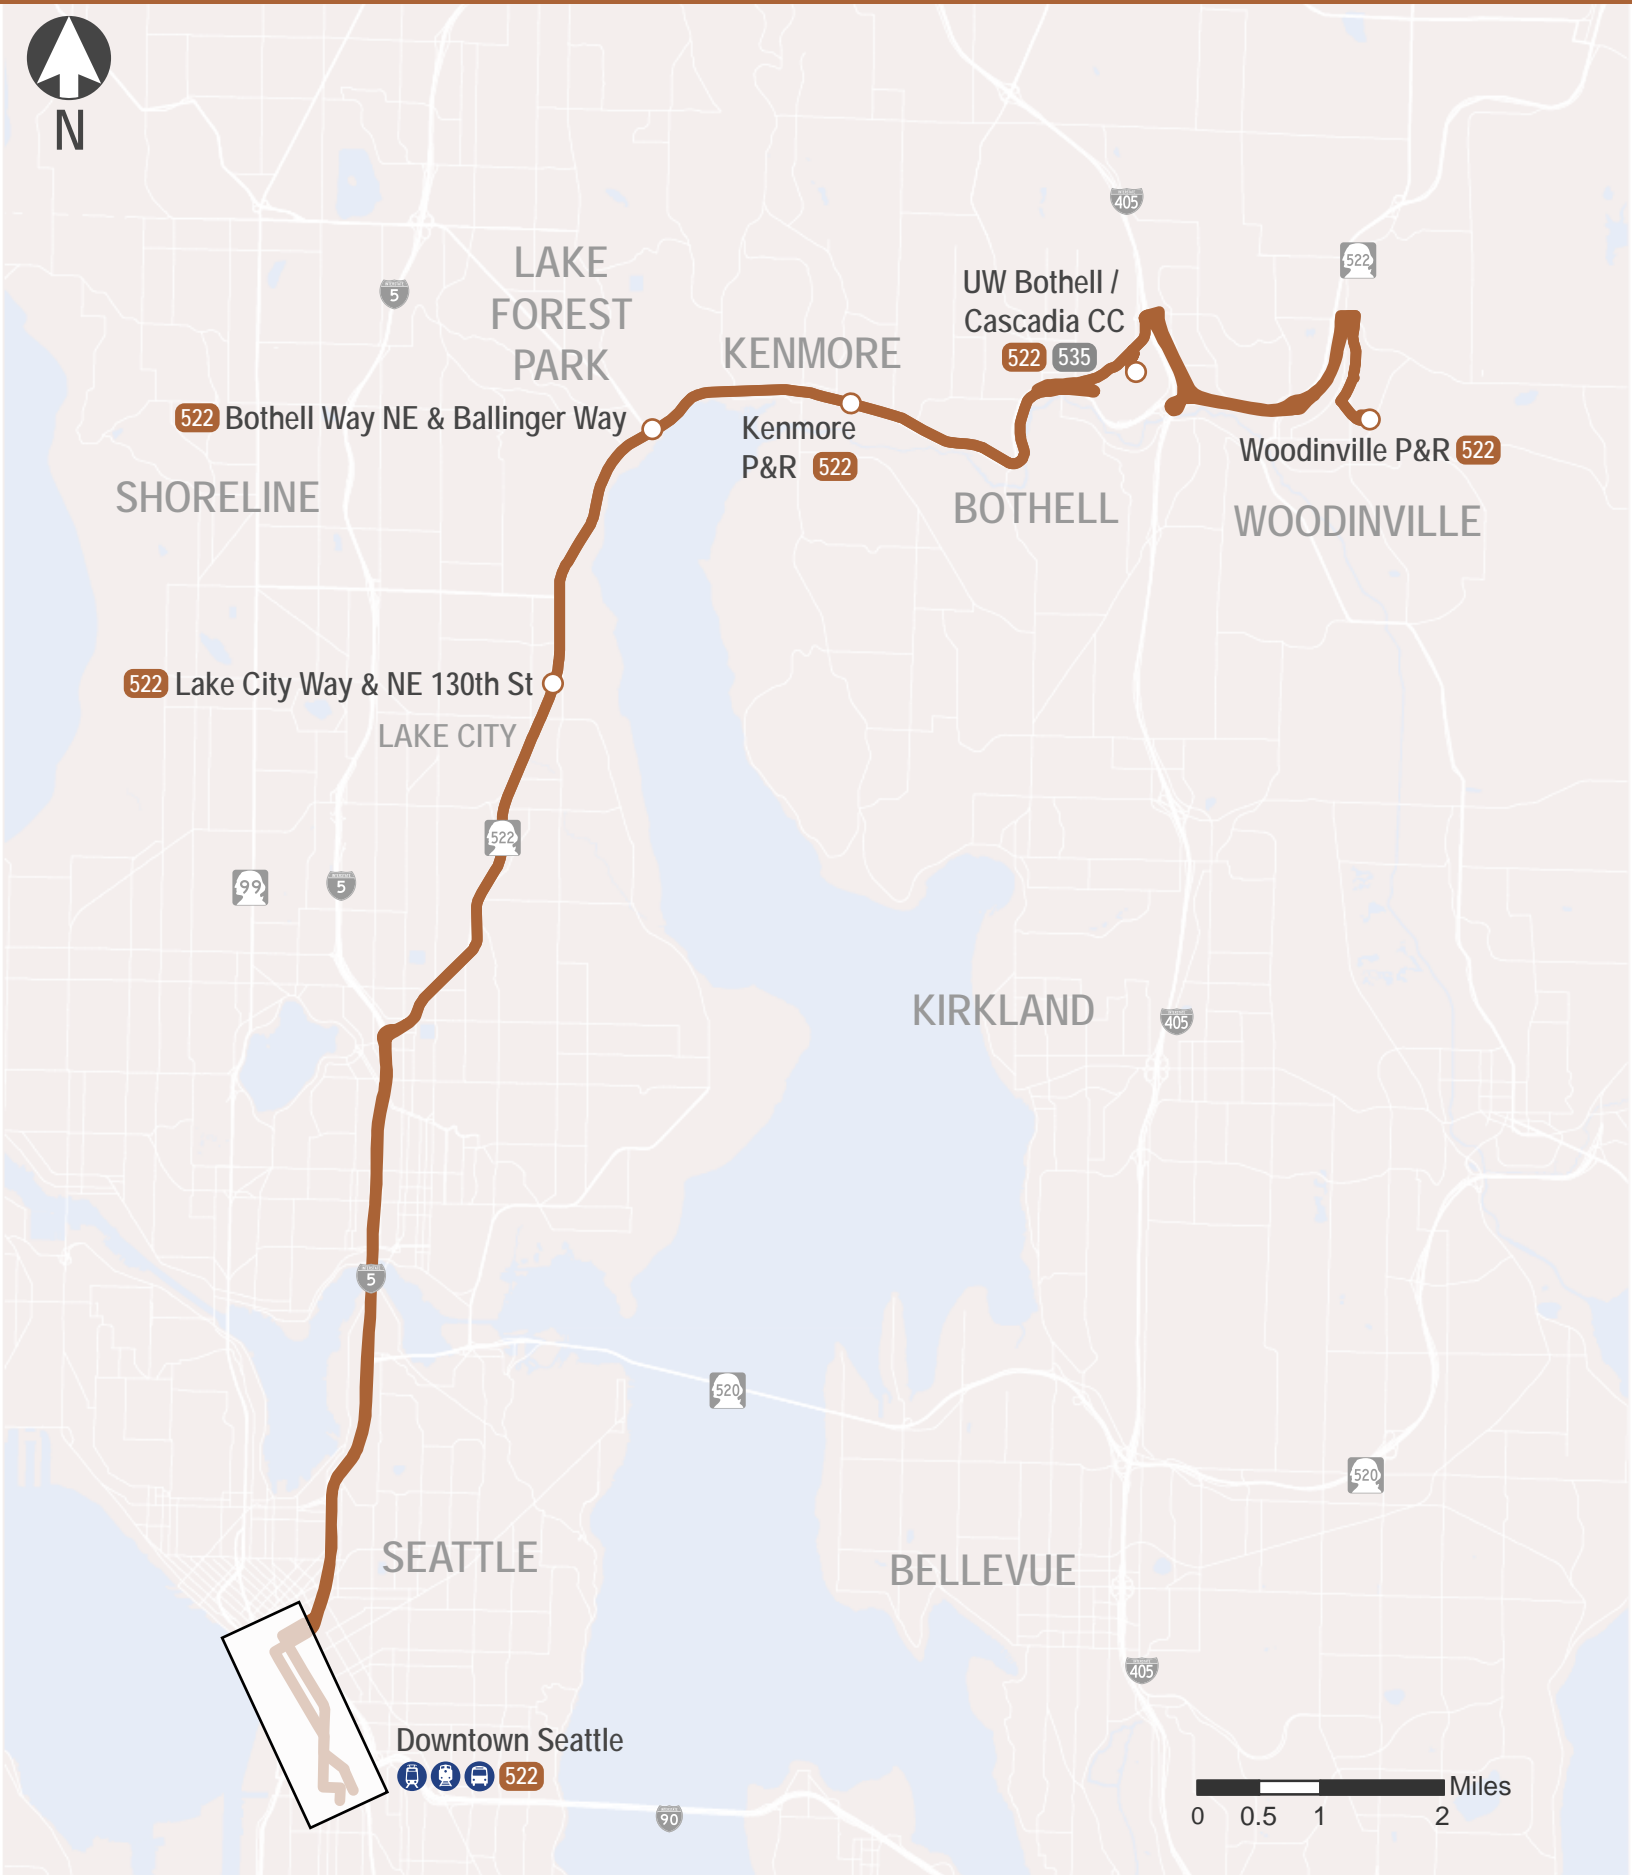 N
405
522
UW Bothell /
Cascadia CC
522 535
LAKE
FOREST
PARK
5
KENMORE
522 Bothell Way NE & Ballinger Way
Kenmore
P&R 522
Woodinville P&R 522
SHORELINE
BOTHELL
WOODINVILLE
522 Lake City Way & NE 130th St
LAKE CITY
522
99
5
KIRKLAND
405
5
520
520
SEATTLE
BELLEVUE
405
Downtown Seattle
522
90
Miles
0 0.5 1 2